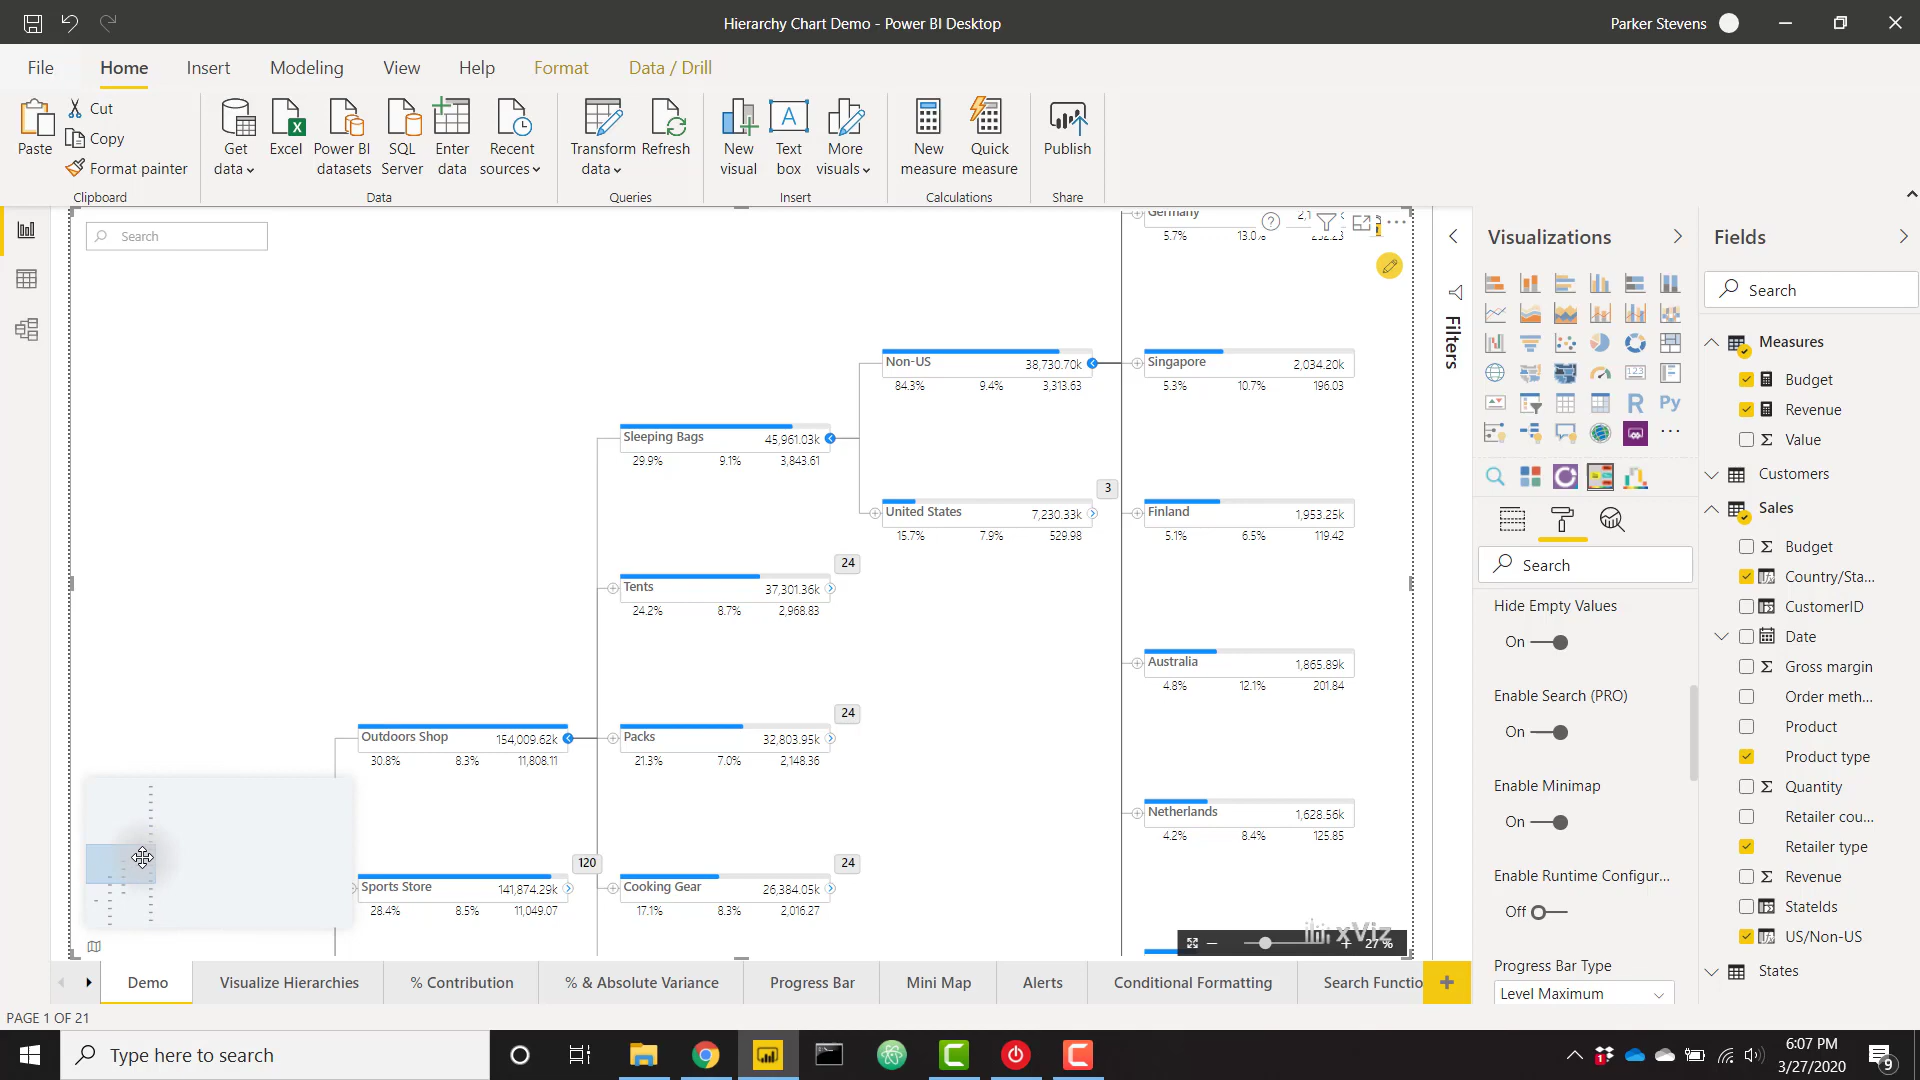 Hierarchy Chart Demo - Power BI Desktop
Parker Stevens
File Home Insert Modeling View Help Format Data / Drill
Paste
Cut
Copy
Format painter
Clipboard
Get data
Excel
Power BI datasets
SQL Server
Enter data
Recent sources
Data
Transform data
Refresh
Queries
New visual
Text box
More visuals
Insert
New measure
Quick measure
Calculations
Publish
Share
Search
Germany
5.7% 13.0%
Non-US 38,730.70k
84.3% 9.4% 3,313.63
Singapore 2,034.20k
5.3% 10.7% 196.03
Sleeping Bags 45,961.03k
29.9% 9.1% 3,843.61
3
United States 7,230.33k
15.7% 7.9% 529.98
Finland 1,953.25k
5.1% 6.5% 119.42
24
Tents 37,301.36k
24.2% 8.7% 2,968.83
Australia 1,865.89k
4.8% 12.1% 201.84
24
Outdoors Shop 154,009.62k
30.8% 8.3% 11,808.11
Packs 32,803.95k
21.3% 7.0% 2,148.36
Netherlands 1,628.56k
4.2% 8.4% 125.85
120
24
Sports Store 141,874.29k
28.4% 8.5% 11,049.07
Cooking Gear 26,384.05k
17.1% 8.3% 2,016.27
xViz
27 %
Filters
Visualizations
R Py
Search
Hide Empty Values
On
Enable Search (PRO)
On
Enable Minimap
On
Enable Runtime Configur...
Off
Progress Bar Type
Level Maximum
Fields
Search
Measures
Budget
Revenue
Value
Customers
Sales
Budget
Country/Sta...
CustomerID
Date
Gross margin
Order meth...
Product
Product type
Quantity
Retailer cou...
Retailer type
Revenue
StateIds
US/Non-US
States
Demo Visualize Hierarchies % Contribution % & Absolute Variance Progress Bar Mini Map Alerts Conditional Formatting Search Functio
PAGE 1 OF 21
Type here to search
6:07 PM
3/27/2020
9